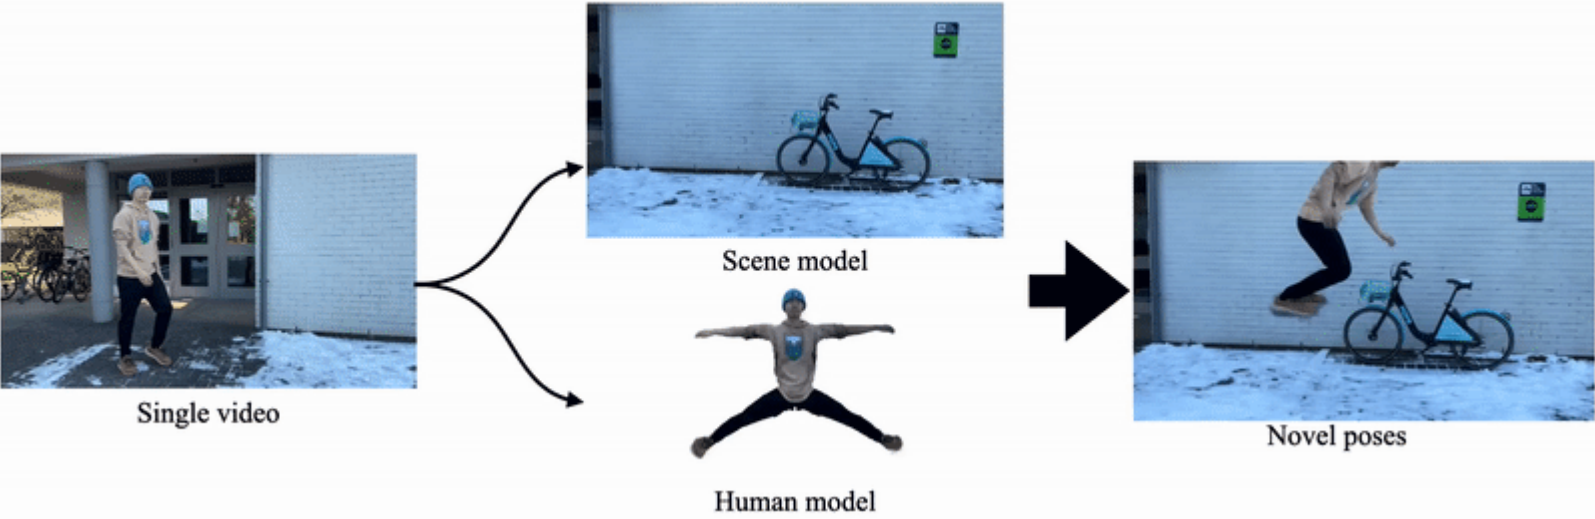 Single video
Scene model
Human model
Novel poses